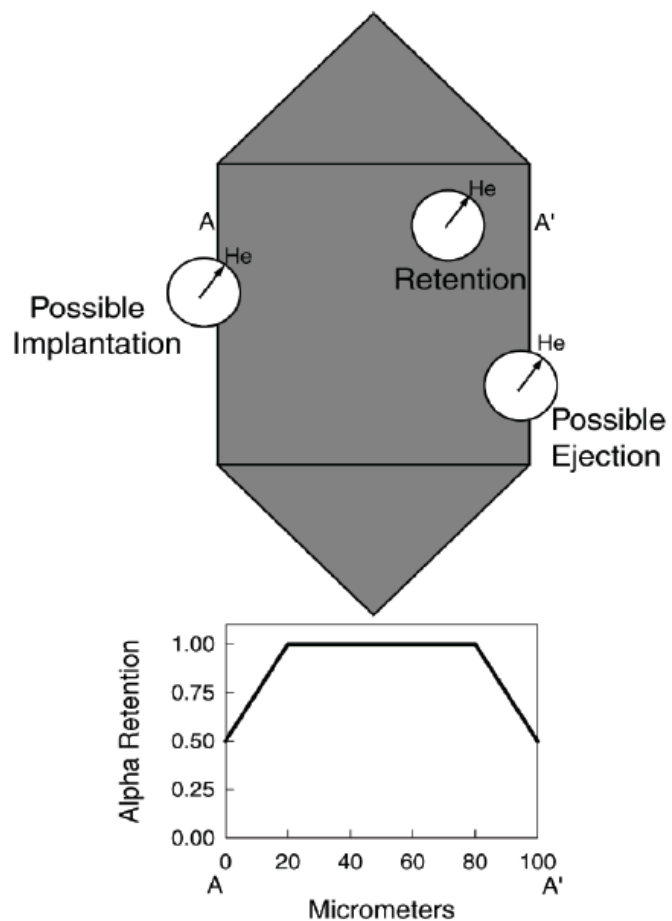 He
A
A'
He
Retention
Possible
Implantation
He
Possible
Ejection
Alpha Retention
1.00
0.75
0.50
0.25
0.00
0 20 40 60 80 100
A A'
Micrometers